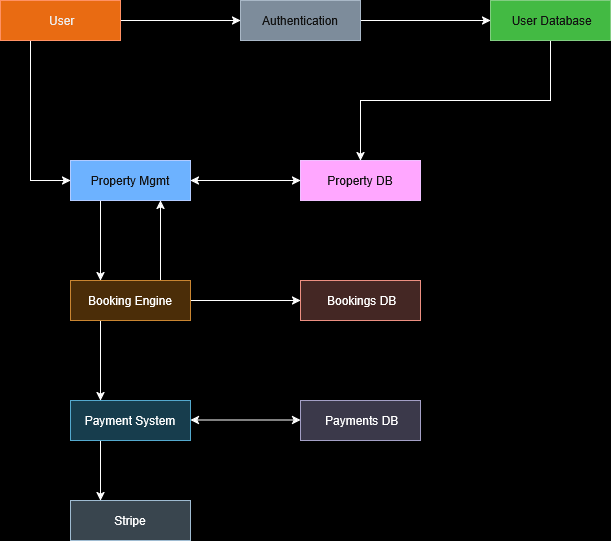 User
Authentication
User Database
Property Mgmt
Property DB
Booking Engine
Bookings DB
Payment System
Payments DB
Stripe